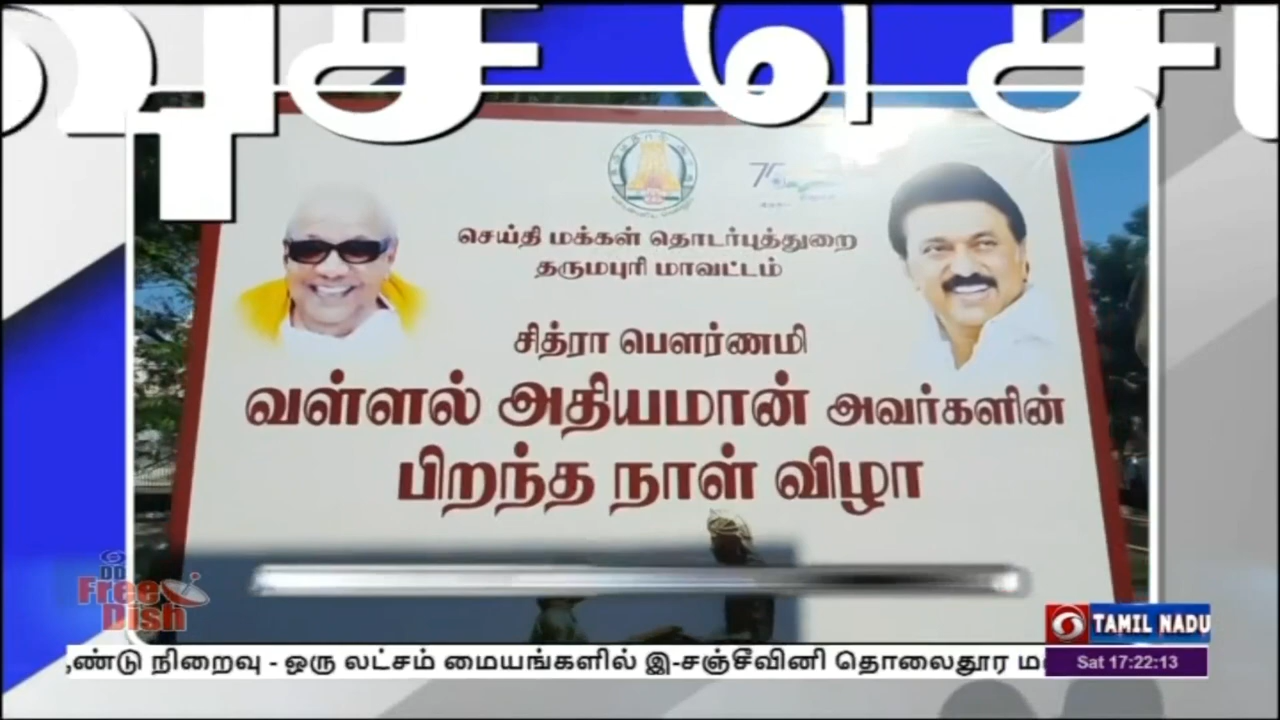 செய்தி மக்கள் தொடர்புத்துறை
தருமபுரி மாவட்டம்
சித்ரா பௌர்ணமி
வள்ளல் அதியமான் அவர்களின்
பிறந்த நாள் விழா
DD
Free
Dish
TAMIL NADU
நிறைவு - ஒரு லட்சம் மையங்களில் இ-சஞ்சீவினி தொலைதூர
Sat 17:22:13